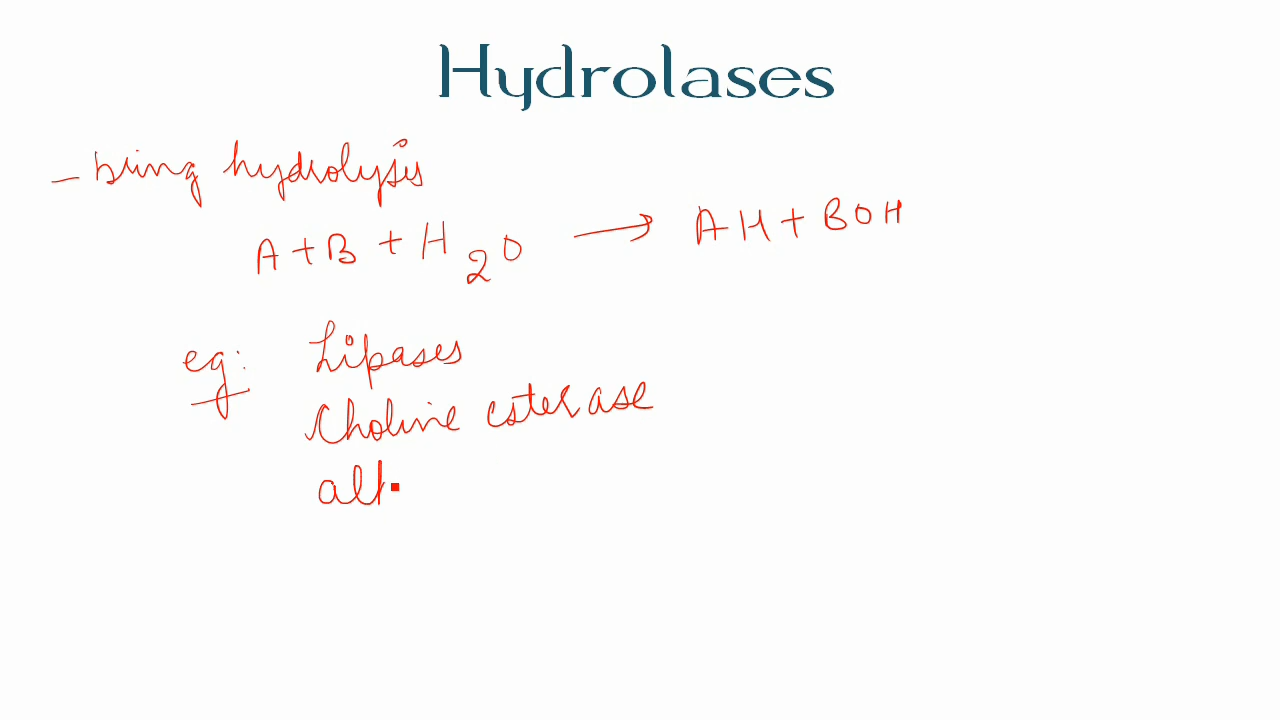 Hydrolases
- bring hydrolysis
A + B + H2O → AH + BOH
eg: Lipases
Choline esterase